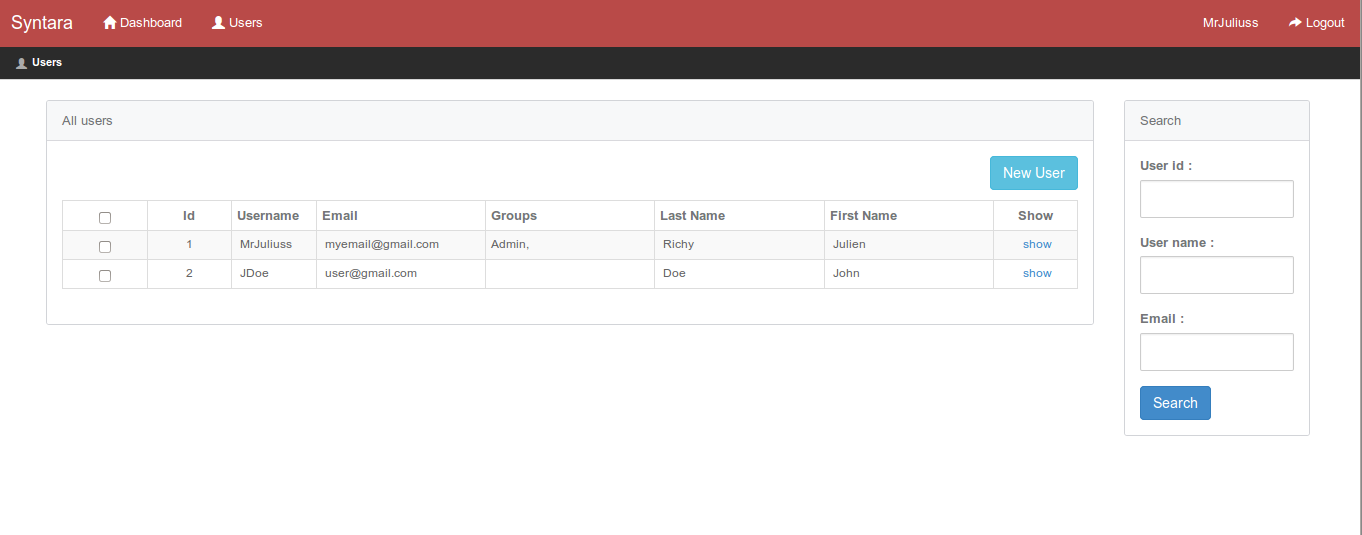 Syntara Dashboard Users MrJuliuss Logout
Users
All users
New User
Id Username Email Groups Last Name First Name Show
1 MrJuliuss myemail@gmail.com Admin, Richy Julien show
2 JDoe user@gmail.com Doe John show
Search
User id :
User name :
Email :
Search